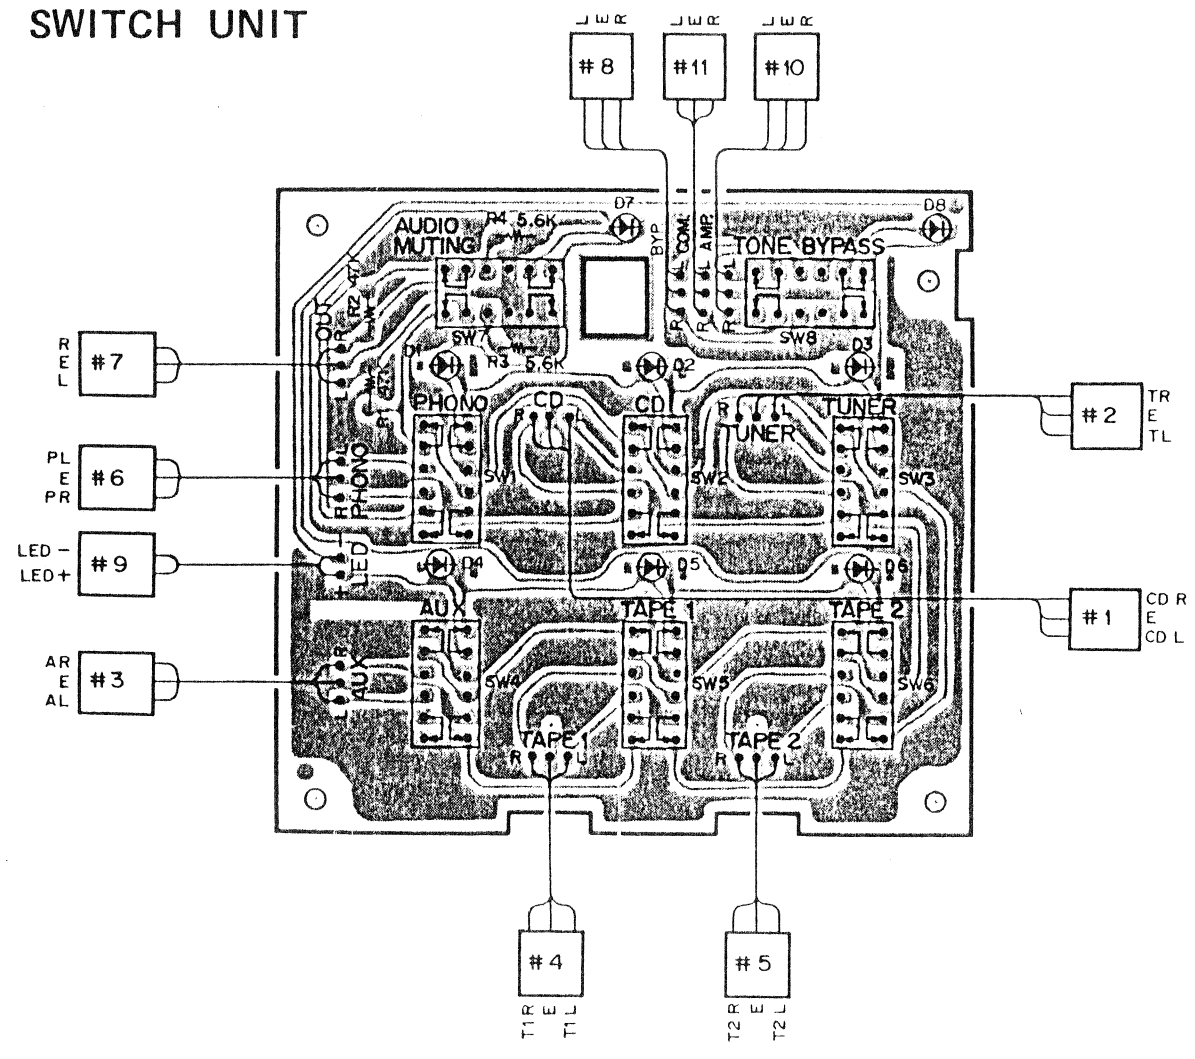 SWITCH UNIT
L E R
L E R
L E R
#8
#11
#10
D7
D8
R4 5.6K
AUDIO
MUTING
BYP.
COM.
AMP.
TONE BYPASS
L
L
L
R2 47K
OUT
R
L
SW7
R3 5.6K
R
R
R
SW8
#7
R
E
L
D1
D2
D3
R1 47K
PHONO
R CD L
CD
R L
TUNER
TUNER
#2
TR
E
TL
#6
PL
E
PR
L
PHONO
R
SW1
SW2
SW3
#9
LED -
LED +
-
LED
+
D4
D5
D6
AUX
TAPE 1
TAPE 2
#1
CD R
E
CD L
#3
AR
E
AL
R
AUX
L
SW4
SW5
SW6
TAPE 1
R L
TAPE 2
R L
#4
#5
T1 R
E
T1 L
T2 R
E
T2 L